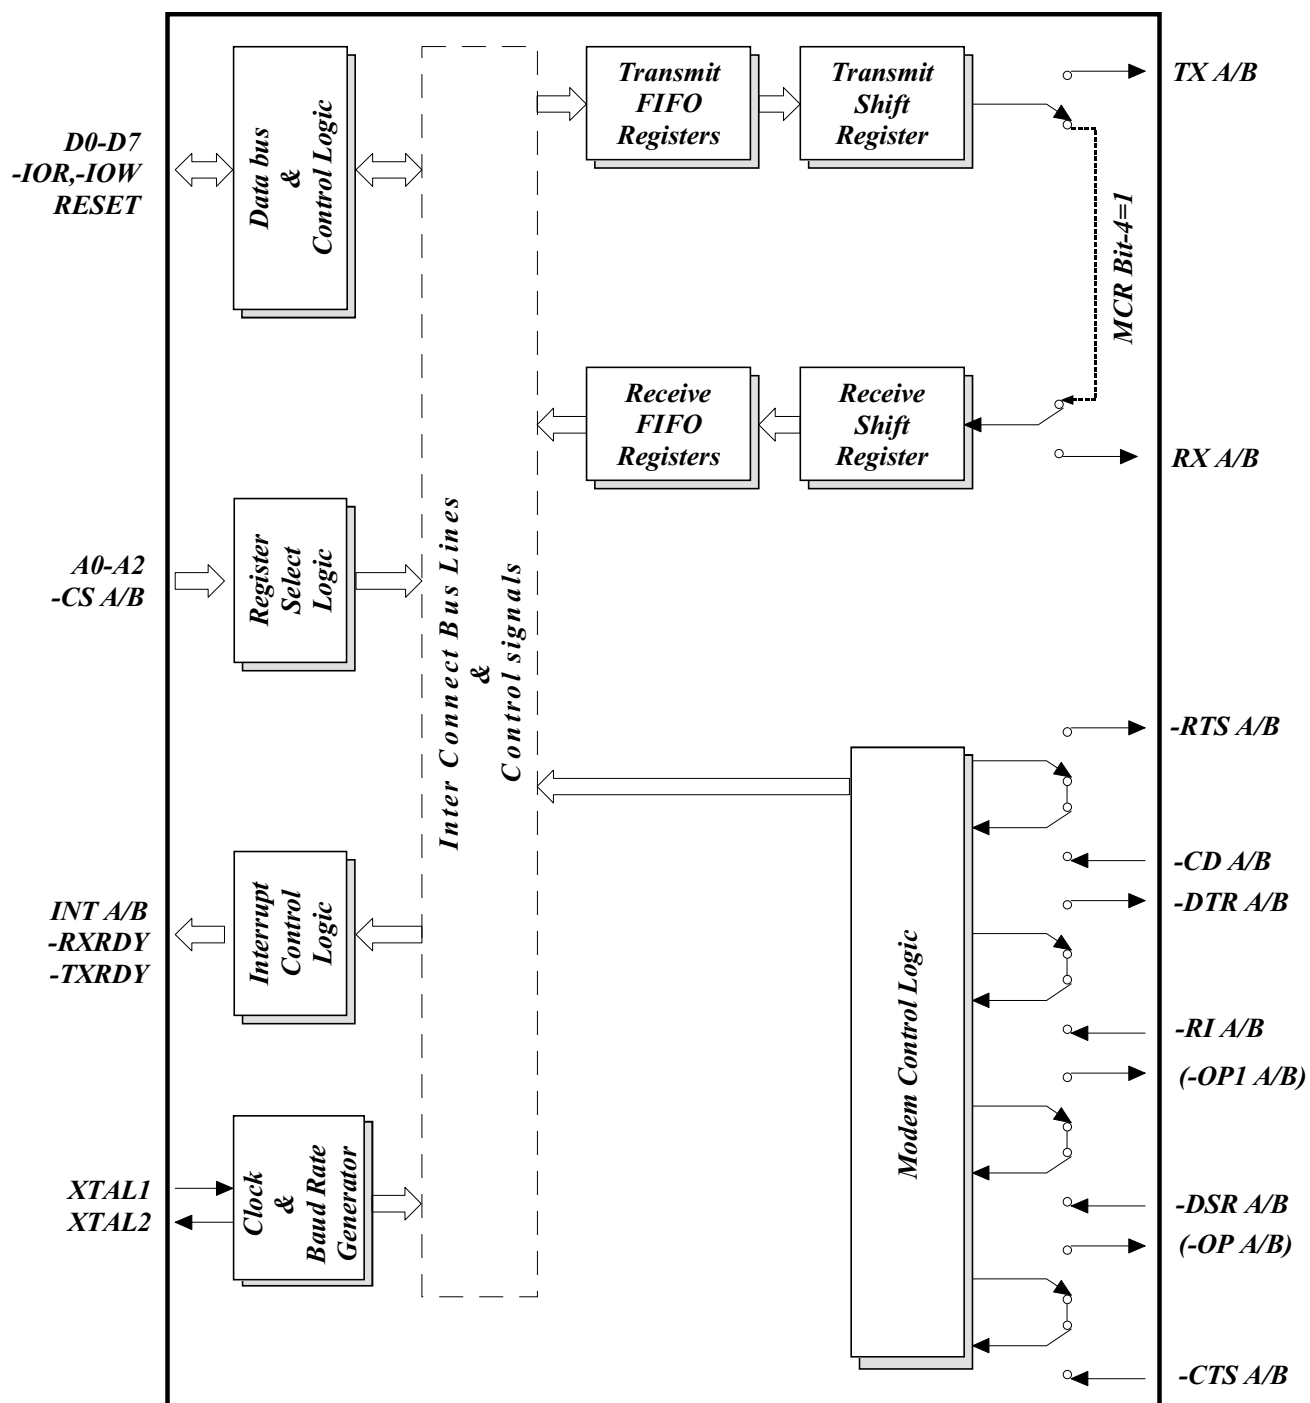 D0-D7
-IOR,-IOW
RESET
Data bus
&
Control Logic
A0-A2
-CS A/B
Register
Select
Logic
INT A/B
-RXRDY
-TXRDY
Interrupt
Control
Logic
XTAL1
XTAL2
Clock
&
Baud Rate
Generator
Inter Connect Bus Lines
&
Control signals
Transmit
FIFO
Registers
Transmit
Shift
Register
Receive
FIFO
Registers
Receive
Shift
Register
Modem Control Logic
TX A/B
MCR Bit-4=1
RX A/B
-RTS A/B
-CD A/B
-DTR A/B
-RI A/B
(-OP1 A/B)
-DSR A/B
(-OP A/B)
-CTS A/B